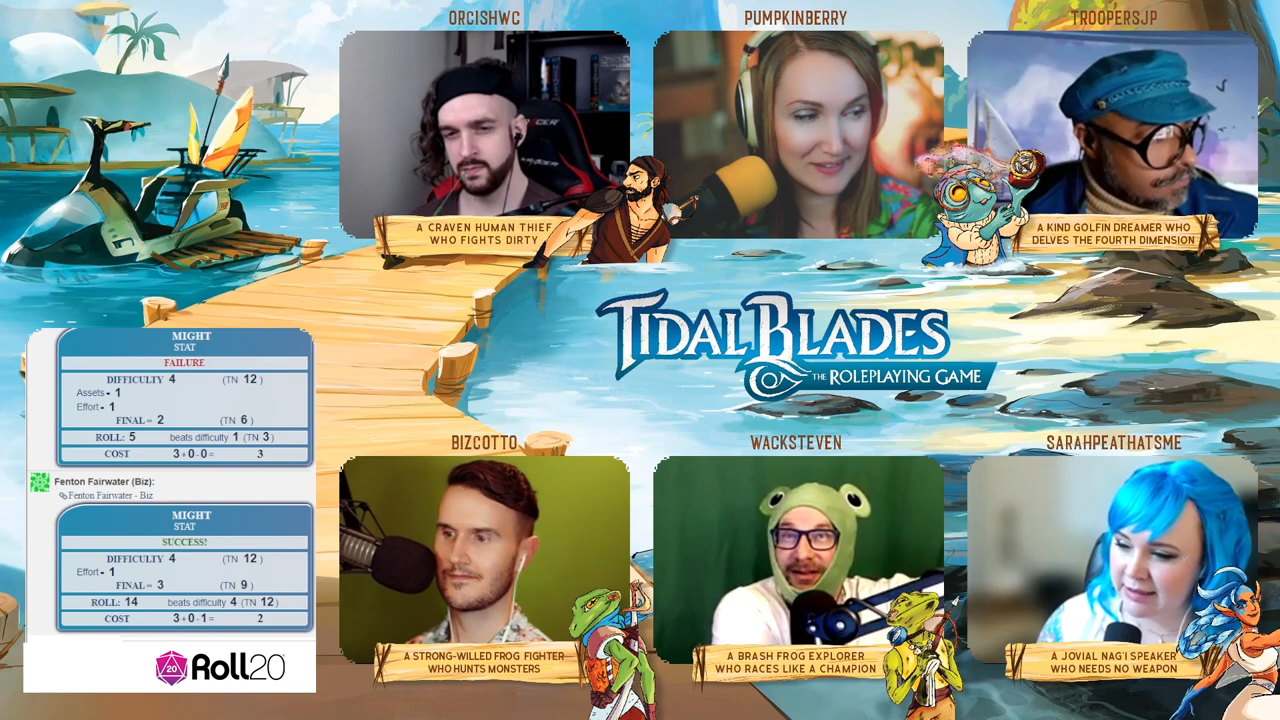 ORCISHWC
PUMPKINBERRY
TROOPERSJP
A CRAVEN HUMAN THIEF
WHO FIGHTS DIRTY
A KIND GOLFIN DREAMER WHO
DELVES THE FOURTH DIMENSION
TIDAL BLADES
THE ROLEPLAYING GAME
MIGHT
STAT
FAILURE
DIFFICULTY 4 (TN 12 )
Assets - 1
Effort - 1
FINAL = 2 (TN 6 )
ROLL: 5 beats difficulty 1 (TN 3 )
COST 3+0-0= 3
Fenton Fairwater (Biz):
Fenton Fairwater - Biz
MIGHT
STAT
SUCCESS!
DIFFICULTY 4 (TN 12 )
Effort - 1
FINAL = 3 (TN 9 )
ROLL: 14 beats difficulty 4 (TN 12 )
COST 3+0-1= 2
20
Roll20
BIZCOTTO
WACKSTEVEN
SARAHPEATHATSME
A STRONG-WILLED FROG FIGHTER
WHO HUNTS MONSTERS
A BRASH FROG EXPLORER
WHO RACES LIKE A CHAMPION
A JOVIAL NAG'I SPEAKER
WHO NEEDS NO WEAPON